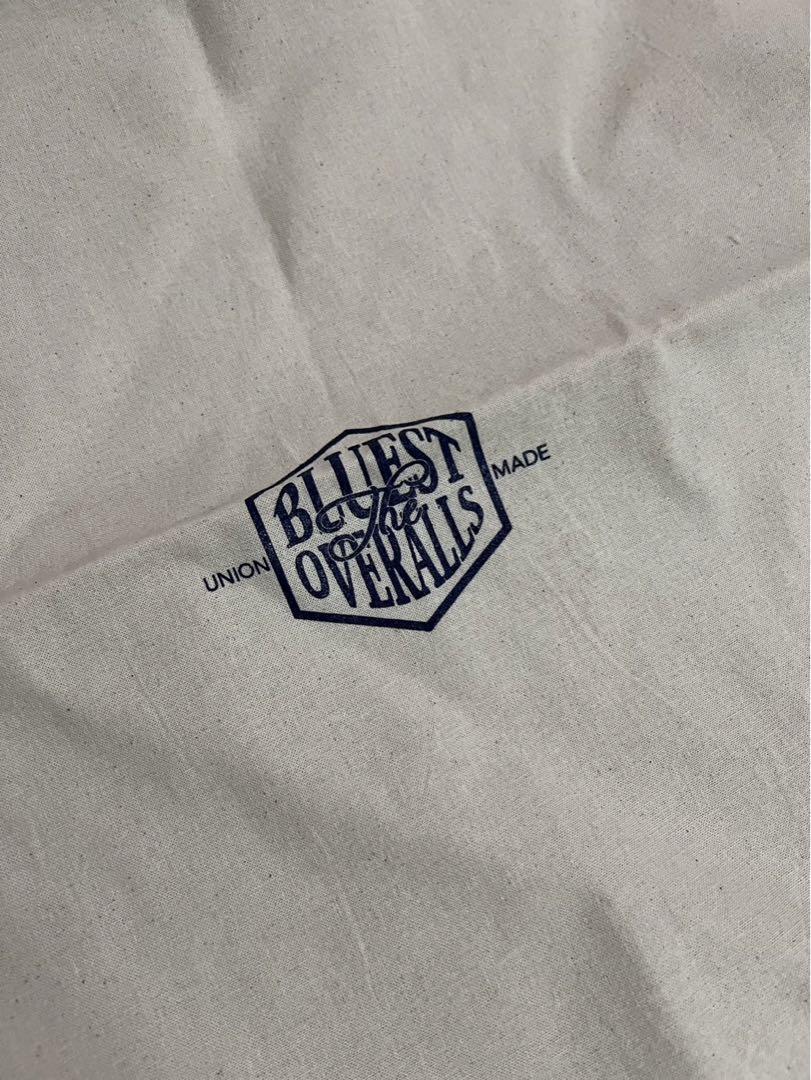 BLUEST
The
OVERALLS
UNION MADE